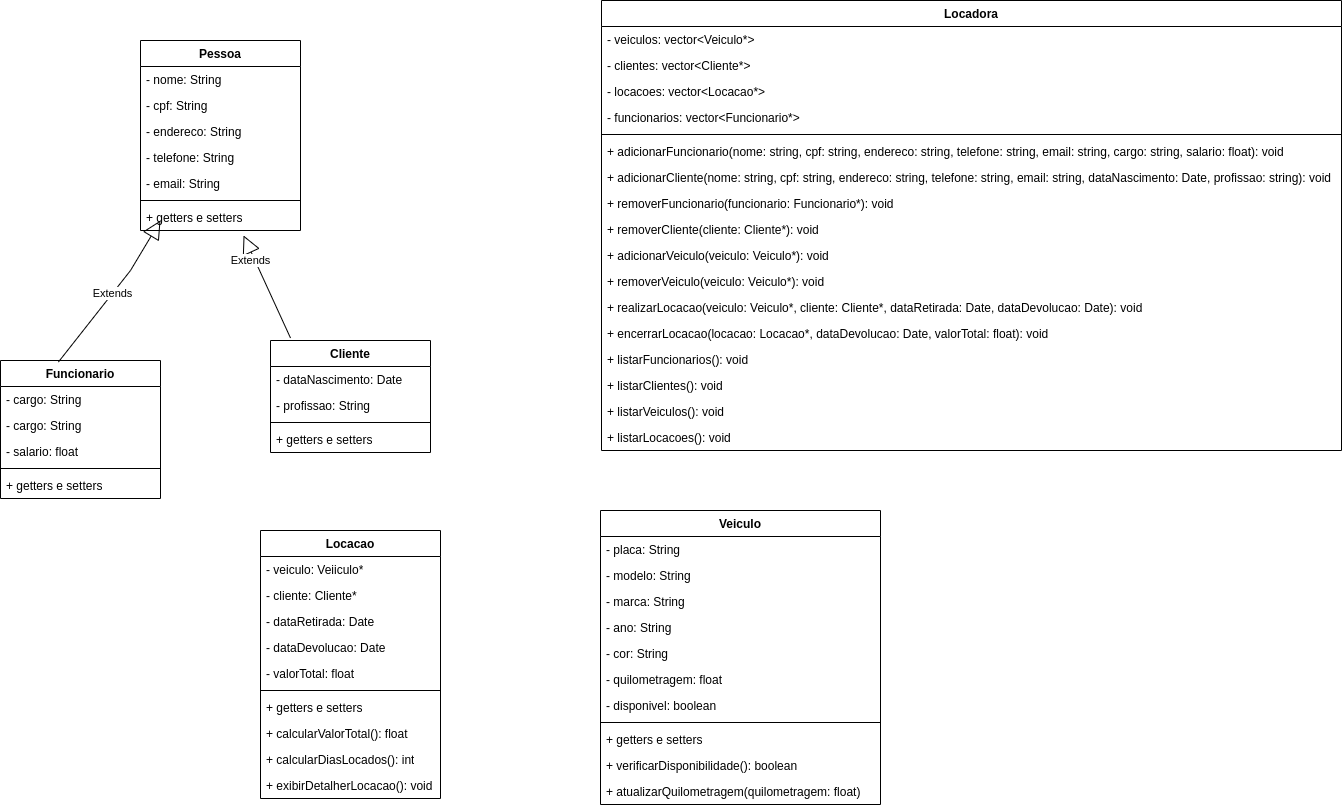 Pessoa
- nome: String
- cpf: String
- endereco: String
- telefone: String
- email: String
+ getters e setters
Extends
Extends
Funcionario
- cargo: String
- cargo: String
- salario: float
+ getters e setters
Cliente
- dataNascimento: Date
- profissao: String
+ getters e setters
Locadora
- veiculos: vector<Veiculo*>
- clientes: vector<Cliente*>
- locacoes: vector<Locacao*>
- funcionarios: vector<Funcionario*>
+ adicionarFuncionario(nome: string, cpf: string, endereco: string, telefone: string, email: string, cargo: string, salario: float): void
+ adicionarCliente(nome: string, cpf: string, endereco: string, telefone: string, email: string, dataNascimento: Date, profissao: string): void
+ removerFuncionario(funcionario: Funcionario*): void
+ removerCliente(cliente: Cliente*): void
+ adicionarVeiculo(veiculo: Veiculo*): void
+ removerVeiculo(veiculo: Veiculo*): void
+ realizarLocacao(veiculo: Veiculo*, cliente: Cliente*, dataRetirada: Date, dataDevolucao: Date): void
+ encerrarLocacao(locacao: Locacao*, dataDevolucao: Date, valorTotal: float): void
+ listarFuncionarios(): void
+ listarClientes(): void
+ listarVeiculos(): void
+ listarLocacoes(): void
Locacao
- veiculo: Veiiculo*
- cliente: Cliente*
- dataRetirada: Date
- dataDevolucao: Date
- valorTotal: float
+ getters e setters
+ calcularValorTotal(): float
+ calcularDiasLocados(): int
+ exibirDetalherLocacao(): void
Veiculo
- placa: String
- modelo: String
- marca: String
- ano: String
- cor: String
- quilometragem: float
- disponivel: boolean
+ getters e setters
+ verificarDisponibilidade(): boolean
+ atualizarQuilometragem(quilometragem: float)